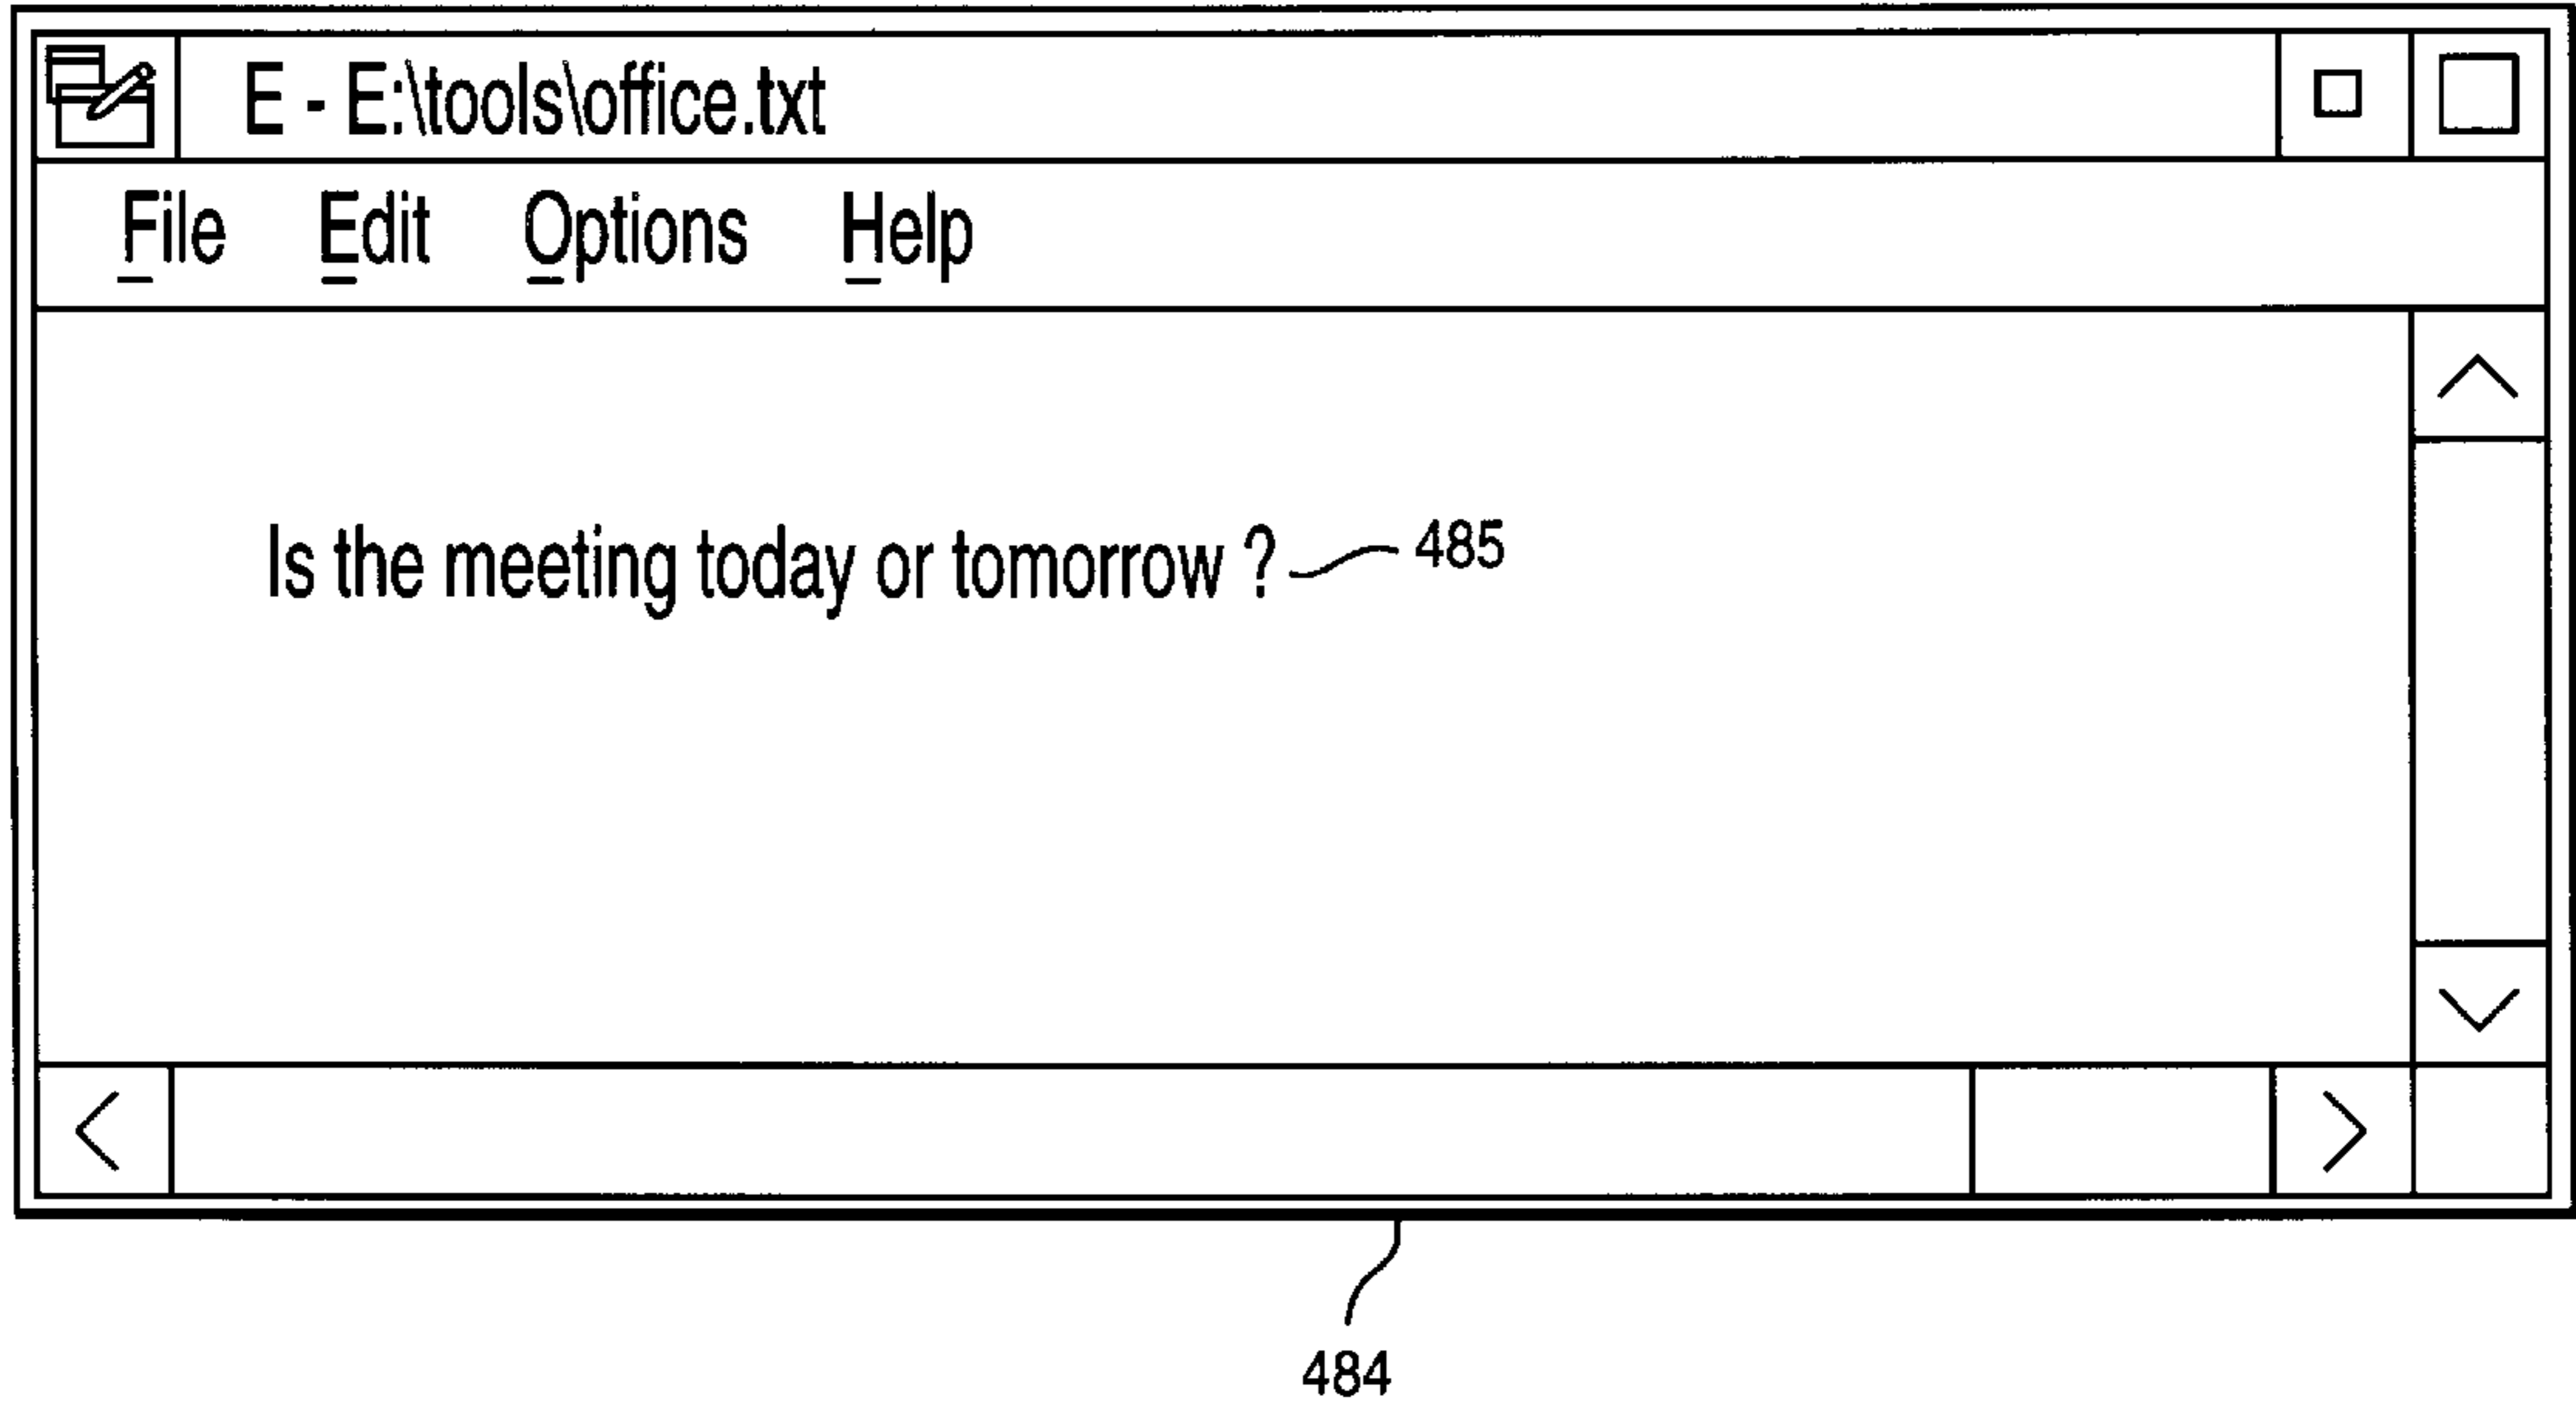 E - E:\tools\office.txt
File Edit Options Help
Is the meeting today or tomorrow ? 485
484